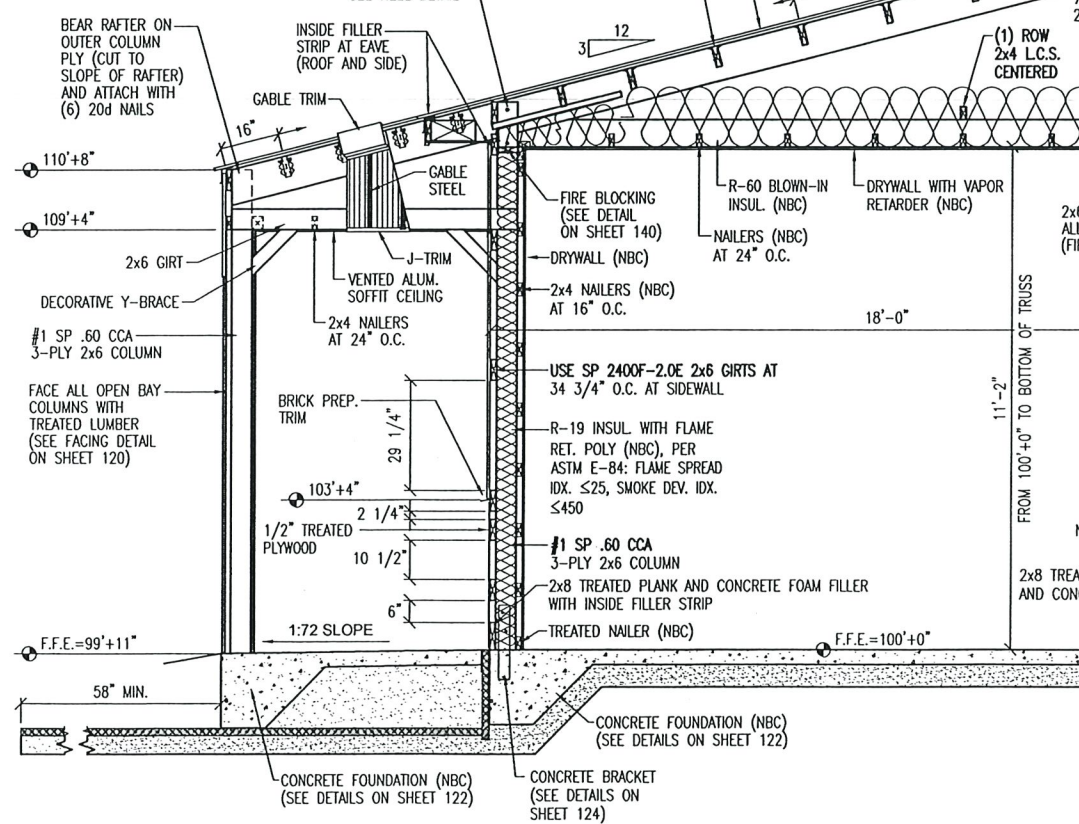 BEAR RAFTER ON
OUTER COLUMN
PLY (CUT TO
SLOPE OF RAFTER)
AND ATTACH WITH
(6) 20d NAILS
INSIDE FILLER
STRIP AT EAVE
(ROOF AND SIDE)
GABLE TRIM
16"
12
3
(1) ROW
2x4 L.C.S.
CENTERED
110'+8"
109'+4"
GABLE
STEEL
FIRE BLOCKING
(SEE DETAIL
ON SHEET 140)
R-60 BLOWN-IN
INSUL. (NBC)
DRYWALL WITH VAPOR
RETARDER (NBC)
NAILERS (NBC)
AT 24" O.C.
2x6 GIRT
J-TRIM
DRYWALL (NBC)
VENTED ALUM.
SOFFIT CEILING
DECORATIVE Y-BRACE
2x4 NAILERS (NBC)
AT 16" O.C.
2x4 NAILERS
AT 24" O.C.
#1 SP .60 CCA
3-PLY 2x6 COLUMN
18'-0"
FACE ALL OPEN BAY
COLUMNS WITH
TREATED LUMBER
(SEE FACING DETAIL
ON SHEET 120)
BRICK PREP.
TRIM
29 1/4"
USE SP 2400F-2.0E 2x6 GIRTS AT
34 3/4" O.C. AT SIDEWALL
R-19 INSUL. WITH FLAME
RET. POLY (NBC), PER
ASTM E-84: FLAME SPREAD
IDX. ≤25, SMOKE DEV. IDX.
≤450
11'-2"
FROM 100'+0" TO BOTTOM OF TRUSS
103'+4"
2 1/4"
1/2" TREATED
PLYWOOD
10 1/2"
#1 SP .60 CCA
3-PLY 2x6 COLUMN
2x8 TREATED PLANK AND CONCRETE FOAM FILLER
WITH INSIDE FILLER STRIP
6"
TREATED NAILER (NBC)
1:72 SLOPE
2x8 TREA
AND CONC
F.F.E.=99'+11"
F.F.E.=100'+0"
58" MIN.
CONCRETE FOUNDATION (NBC)
(SEE DETAILS ON SHEET 122)
CONCRETE FOUNDATION (NBC)
(SEE DETAILS ON SHEET 122)
CONCRETE BRACKET
(SEE DETAILS ON
SHEET 124)